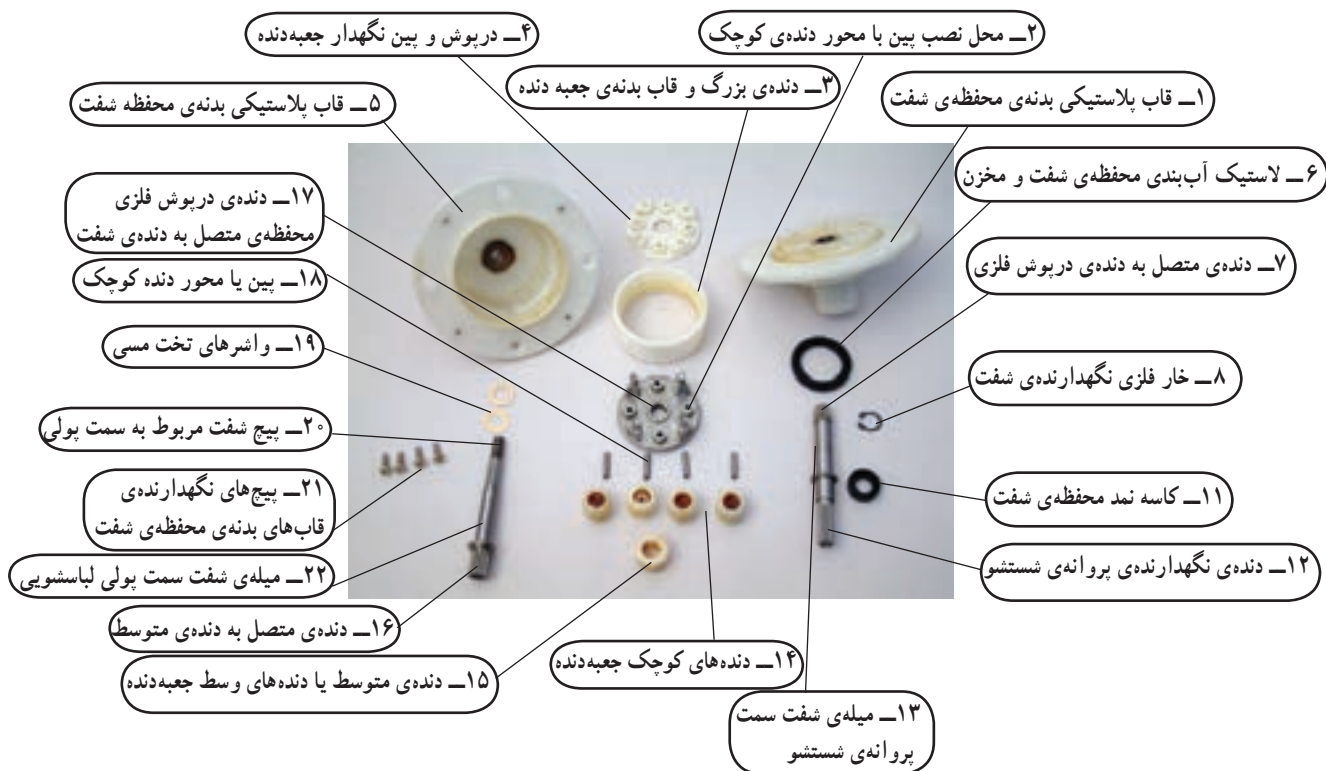 ۱ــ قاب پلاستیکی بدنه‌ی محفظه‌ی شفت
۲ــ محل نصب پین با محور دنده‌ی کوچک
۳ــ دنده‌ی بزرگ و قاب بدنه‌ی جعبه دنده
۴ــ درپوش و پین نگهدار جعبه‌دنده
۵ــ قاب پلاستیکی بدنه‌ی محفظه شفت
۶ــ لاستیک آب‌بندی محفظه‌ی شفت و مخزن
۷ــ دنده‌ی متصل به دنده‌ی درپوش فلزی
۸ــ خار فلزی نگهدارنده‌ی شفت
۱۱ــ کاسه نمد محفظه‌ی شفت
۱۲ــ دنده‌ی نگهدارنده‌ی پروانه‌ی شستشو
۱۳ــ میله‌ی شفت سمت
پروانه‌ی شستشو
۱۴ــ دنده‌های کوچک جعبه‌دنده
۱۵ــ دنده‌ی متوسط یا دنده‌های وسط جعبه‌دنده
۱۶ــ دنده‌ی متصل به دنده‌ی متوسط
۱۷ــ دنده‌ی درپوش فلزی
محفظه‌ی متصل به دنده‌ی شفت
۱۸ــ پین یا محور دنده کوچک
۱۹ــ واشرهای تخت مسی
۲۰ــ پیچ شفت مربوط به سمت پولی
۲۱ــ پیچ‌های نگهدارنده‌ی
قاب‌های بدنه‌ی محفظه‌ی شفت
۲۲ــ میله‌ی شفت سمت پولی لباسشویی